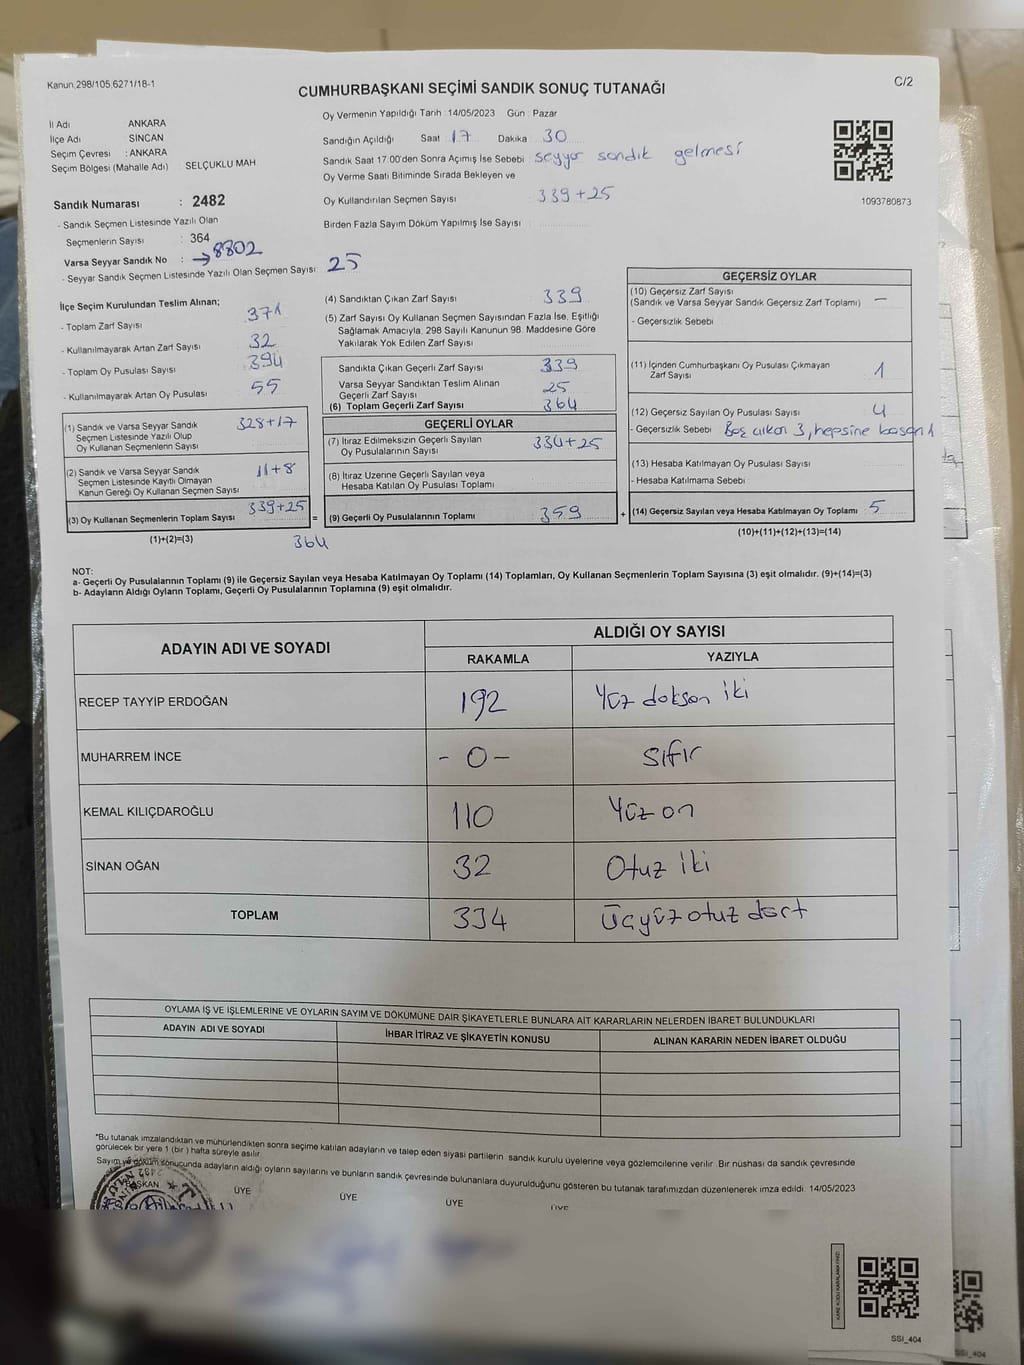 Kanun,298/105,6271/18-1
C/2
CUMHURBAŞKANI SEÇİMİ SANDIK SONUÇ TUTANAĞI
İl Adı ANKARA
İlçe Adı SİNCAN
Seçim Çevresi : ANKARA
Seçim Bölgesi (Mahalle Adı) SELÇUKLU MAH
Sandık Numarası : 2482
- Sandık Seçmen Listesinde Yazılı Olan
Seçmenlerin Sayısı : 364
Varsa Seyyar Sandık No : →8802
- Seyyar Sandık Seçmen Listesinde Yazılı Olan Seçmen Sayısı: 25
Oy Vermenin Yapıldığı Tarih : 14/05/2023 Gün : Pazar
Sandığın Açıldığı Saat 17 Dakika 30
Sandık Saat 17:00'den Sonra Açımış İse Sebebi : seyyar sandık gelmesi
Oy Verme Saati Bitiminde Sırada Bekleyen ve
Oy Kullandırılan Seçmen Sayısı : 339+25
Birden Fazla Sayım Döküm Yapılmış İse Sayısı :
1093780873
İlçe Seçim Kurulundan Teslim Alınan;
- Toplam Zarf Sayısı 371
- Kullanılmayarak Artan Zarf Sayısı 32
- Toplam Oy Pusulası Sayısı 394
- Kullanılmayarak Artan Oy Pusulası 55
(1) Sandık ve Varsa Seyyar Sandık
Seçmen Listesinde Yazılı Olup
Oy Kullanan Seçmenlerin Sayısı 328+17
(2) Sandık ve Varsa Seyyar Sandık
Seçmen Listesinde Kayıtlı Olmayan
Kanun Gereği Oy Kullanan Seçmen Sayısı 11+8
(3) Oy Kullanan Seçmenlerin Toplam Sayısı 339+25 =
(1)+(2)=(3) 364
(4) Sandıktan Çıkan Zarf Sayısı 339
(5) Zarf Sayısı Oy Kullanan Seçmen Sayısından Fazla İse, Eşitliği
Sağlamak Amacıyla, 298 Sayılı Kanunun 98. Maddesine Göre
Yakılarak Yok Edilen Zarf Sayısı
Sandıkta Çıkan Geçerli Zarf Sayısı 339
Varsa Seyyar Sandıktan Teslim Alınan
Geçerli Zarf Sayısı 25
(6) Toplam Geçerli Zarf Sayısı 364
GEÇERLİ OYLAR
(7) İtiraz Edilmeksizin Geçerli Sayılan
Oy Pusulalarının Sayısı 334+25
(8) İtiraz Üzerine Geçerli Sayılan veya
Hesaba Katılan Oy Pusulası Toplamı
(9) Geçerli Oy Pusulalarının Toplamı 359 +
GEÇERSİZ OYLAR
(10) Geçersiz Zarf Sayısı
(Sandık ve Varsa Seyyar Sandık Geçersiz Zarf Toplamı) —
- Geçersizlik Sebebi
(11) İçinden Cumhurbaşkanı Oy Pusulası Çıkmayan
Zarf Sayısı 1
(12) Geçersiz Sayılan Oy Pusulası Sayısı 4
- Geçersizlik Sebebi Boş çıkan 3, hepsine basan 1
(13) Hesaba Katılmayan Oy Pusulası Sayısı
- Hesaba Katılmama Sebebi
(14) Geçersiz Sayılan veya Hesaba Katılmayan Oy Toplamı 5
(10)+(11)+(12)+(13)=(14)
NOT:
a- Geçerli Oy Pusulalarının Toplamı (9) ile Geçersiz Sayılan veya Hesaba Katılmayan Oy Toplamı (14) Toplamları, Oy Kullanan Seçmenlerin Toplam Sayısına (3) eşit olmalıdır. (9)+(14)=(3)
b- Adayların Aldığı Oyların Toplamı, Geçerli Oy Pusulalarının Toplamına (9) eşit olmalıdır.
ADAYIN ADI VE SOYADI ALDIĞI OY SAYISI
RAKAMLA YAZIYLA
RECEP TAYYIP ERDOĞAN 192 Yüz doksan iki
MUHARREM İNCE - 0 - sıfır
KEMAL KILIÇDAROĞLU 110 Yüz on
SİNAN OĞAN 32 Otuz iki
TOPLAM 334 Üçyüz otuz dört
OYLAMA İŞ VE İŞLEMLERİNE VE OYLARIN SAYIM VE DÖKÜMÜNE DAİR ŞİKAYETLERLE BUNLARA AİT KARARLARIN NELERDEN İBARET BULUNDUKLARI
ADAYIN ADI VE SOYADI İHBAR İTİRAZ VE ŞİKAYETİN KONUSU ALINAN KARARIN NEDEN İBARET OLDUĞU
*Bu tutanak imzalandıktan ve mühürlendikten sonra seçime katılan adayların ve talep eden siyasi partilerin sandık kurulu üyelerine veya gözlemcilerine verilir. Bir nüshası da sandık çevresinde
görülecek bir yere 1 (bir ) hafta süreyle asılır.
Sayım ve döküm sonucunda adayların aldığı oyların sayılarını ve bunların sandık çevresinde bulunanlara duyurulduğunu gösteren bu tutanak tarafımızdan düzenlenerek imza edildi. 14/05/2023
BAŞKAN ÜYE ÜYE ÜYE ÜYE
SSI_404
SSI_404